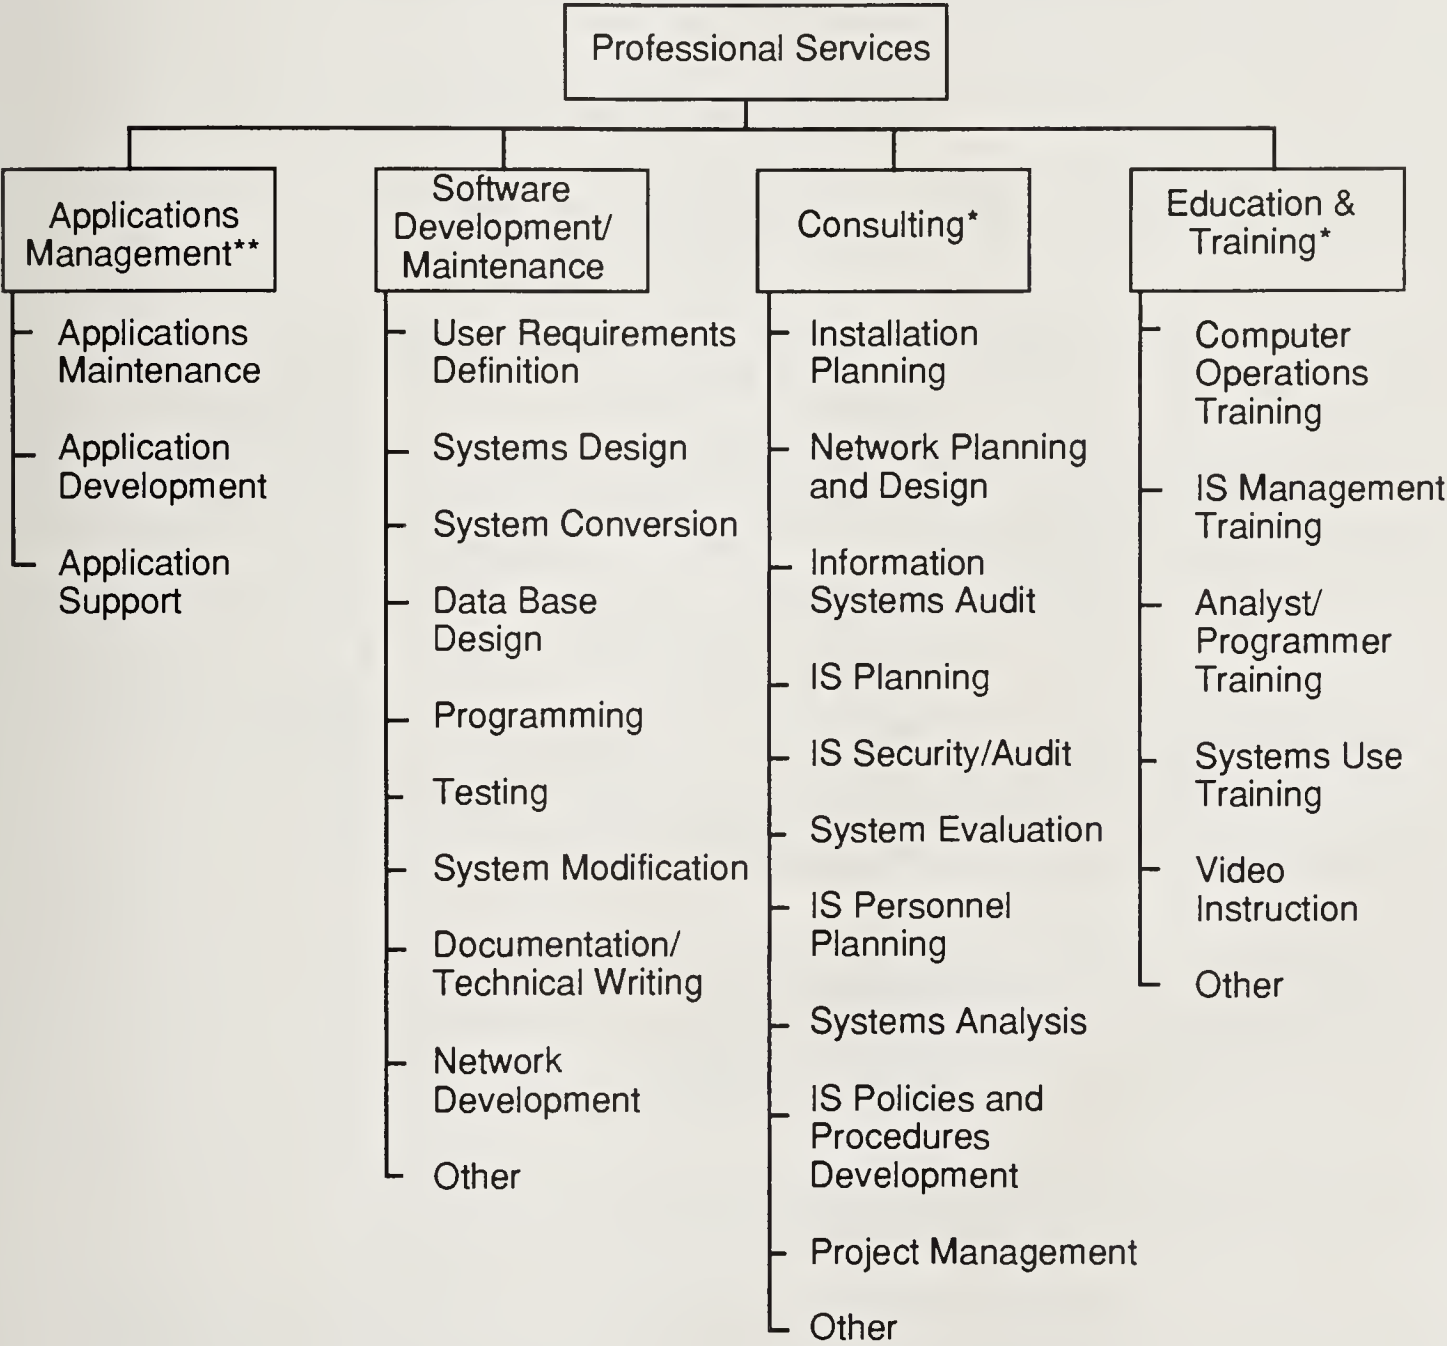 Professional Services
Applications
Management**
Applications
Maintenance
Application
Development
Application
Support
Software
Development/
Maintenance
User Requirements
Definition
Systems Design
System Conversion
Data Base
Design
Programming
Testing
System Modification
Documentation/
Technical Writing
Network
Development
Other
Consulting*
Installation
Planning
Network Planning
and Design
Information
Systems Audit
IS Planning
IS Security/Audit
System Evaluation
IS Personnel
Planning
Systems Analysis
IS Policies and
Procedures
Development
Project Management
Other
Education &
Training*
Computer
Operations
Training
IS Management
Training
Analyst/
Programmer
Training
Systems Use
Training
Video
Instruction
Other